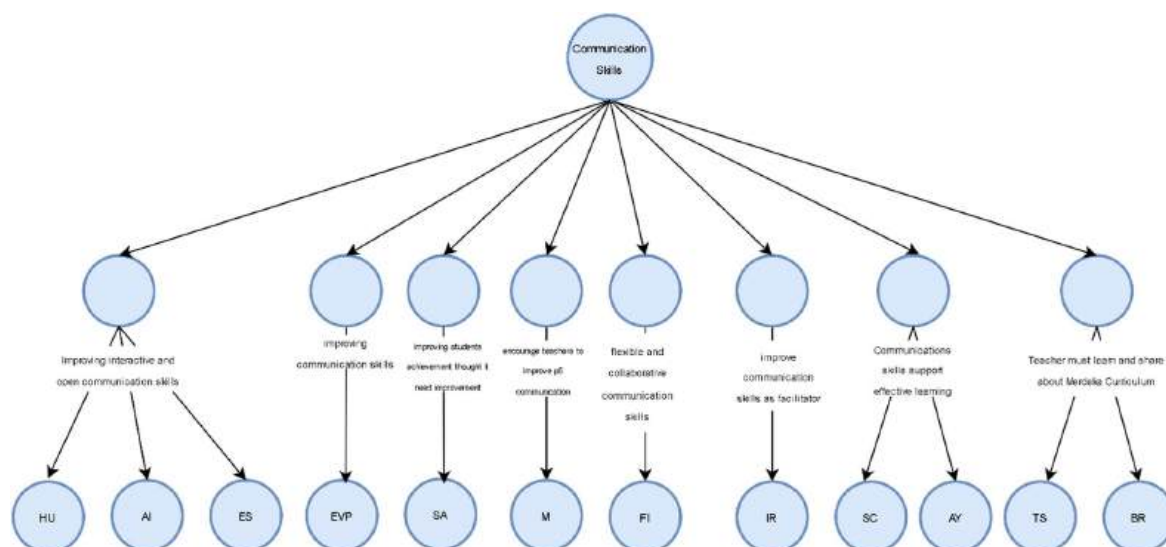 Communication
Skills
Improving interactive and
open communication skills
improving
communication skills
improving students
achievement thought it
need improvement
encourage teachers to
improve p5
communication
flexible and
collaborative
communication
skills
improve
communication
skills as facilitator
Communications
skills support
effective learning
Teacher must learn and share
about Merdeka Curiculum
HU
AI
ES
EVP
SA
M
FI
IR
SC
AY
TS
BR